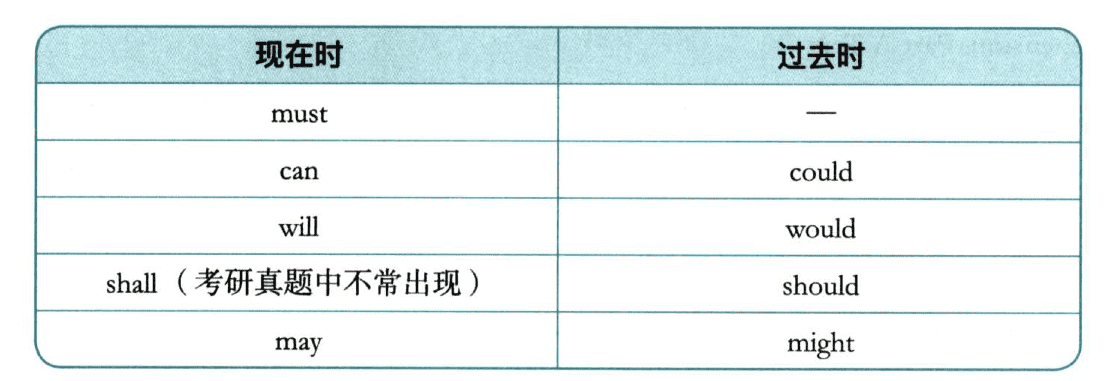 现在时 过去时
must —
can could
will would
shall（考研真题中不常出现） should
may might